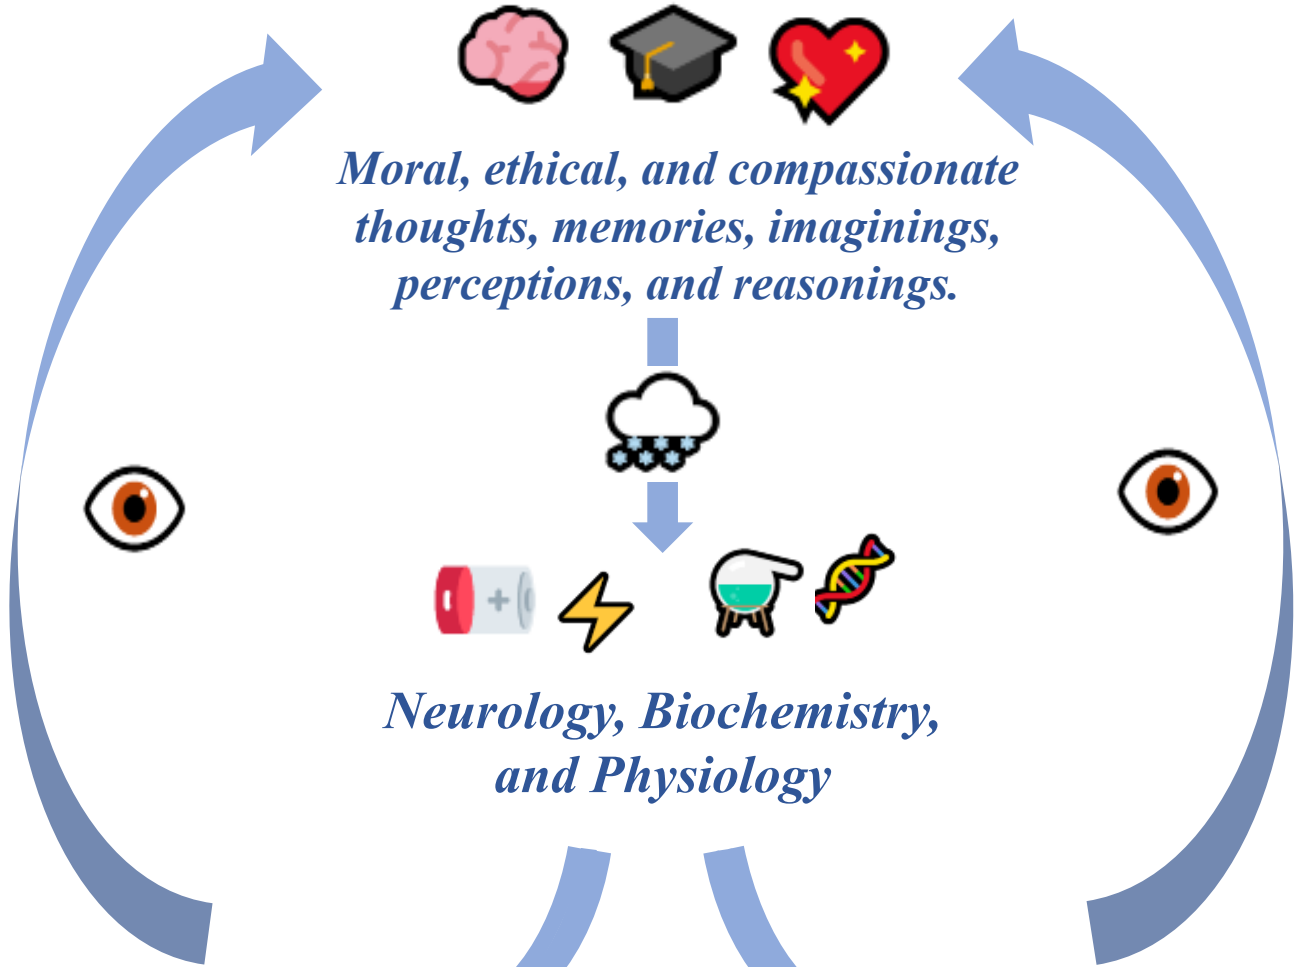 Moral, ethical, and compassionate
thoughts, memories, imaginings,
perceptions, and reasonings.
Neurology, Biochemistry,
and Physiology